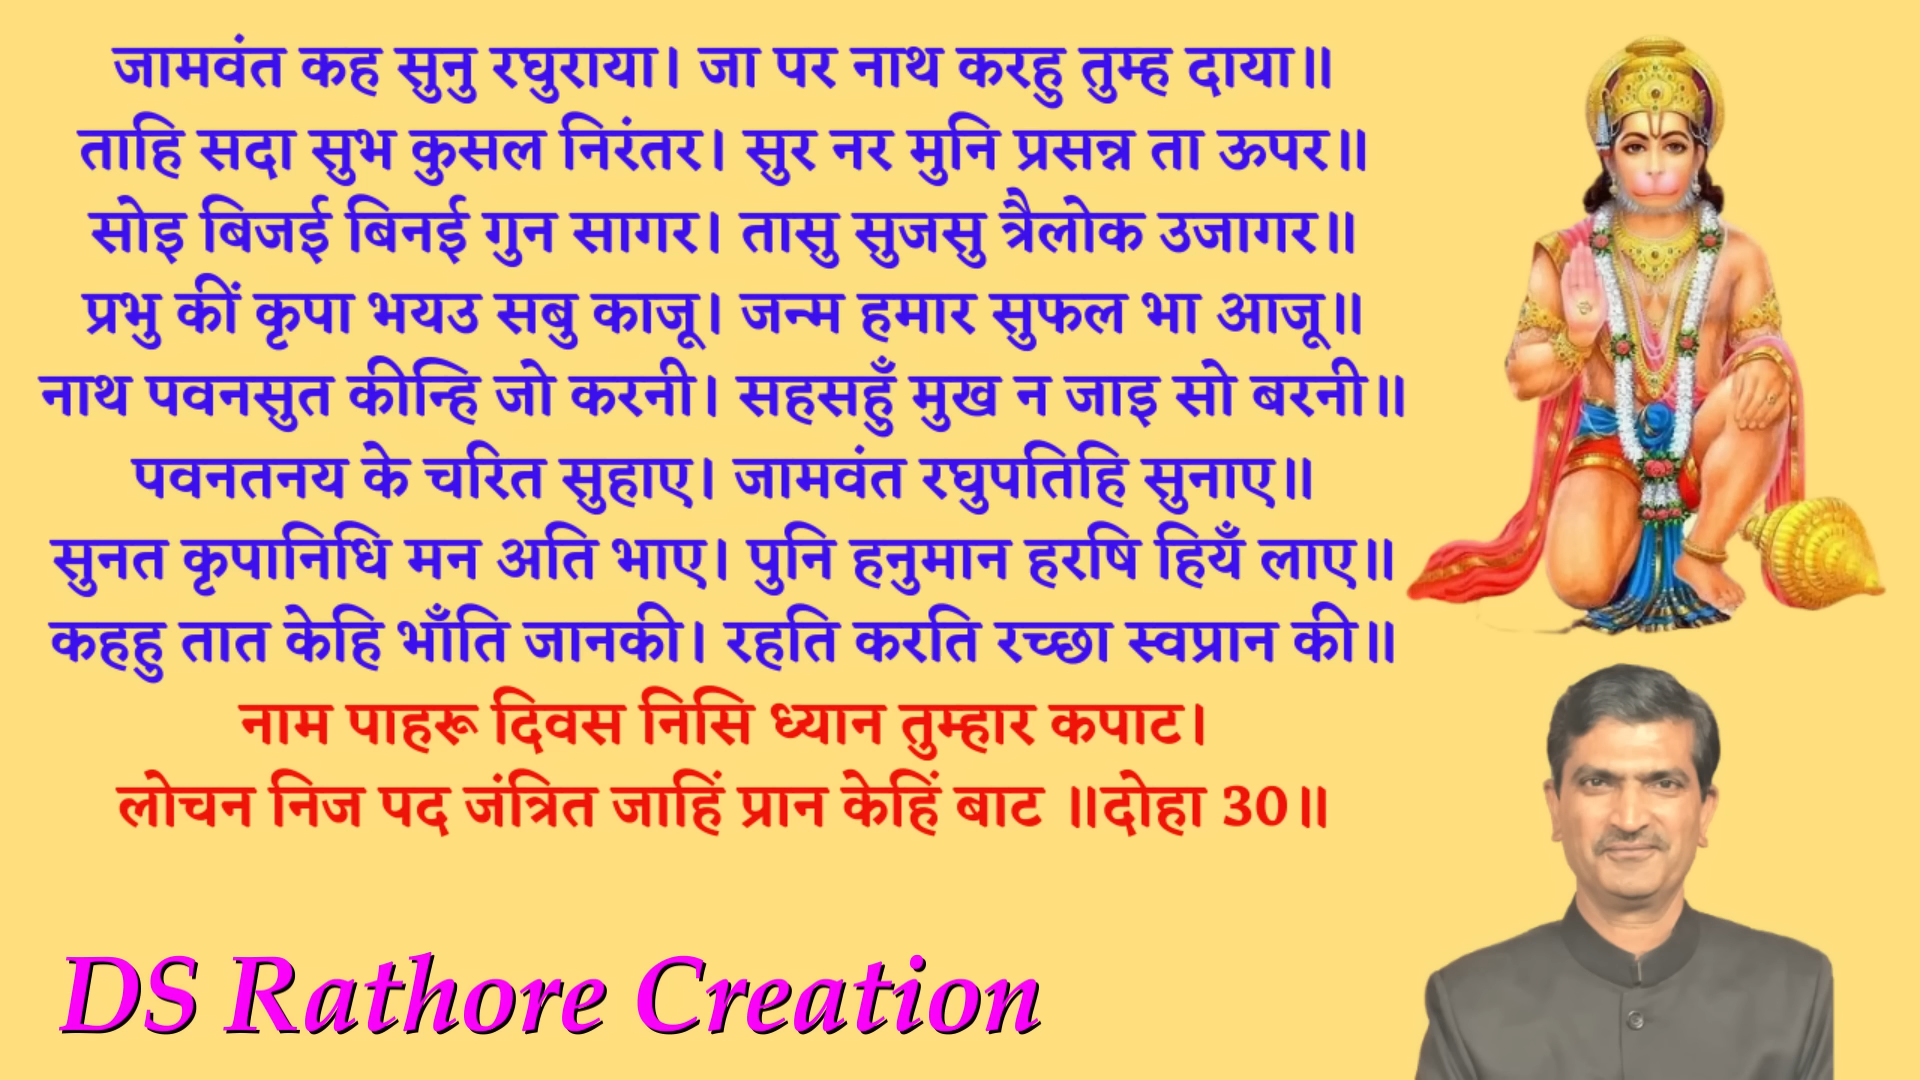 जामवंत कह सुनु रघुराया। जा पर नाथ करहु तुम्ह दाया॥
ताहि सदा सुभ कुसल निरंतर। सुर नर मुनि प्रसन्न ता ऊपर॥
सोइ बिजई बिनई गुन सागर। तासु सुजसु त्रैलोक उजागर॥
प्रभु कीं कृपा भयउ सबु काजू। जन्म हमार सुफल भा आजू॥
नाथ पवनसुत कीन्हि जो करनी। सहसहुँ मुख न जाइ सो बरनी॥
पवनतनय के चरित सुहाए। जामवंत रघुपतिहि सुनाए॥
सुनत कृपानिधि मन अति भाए। पुनि हनुमान हरषि हियँ लाए॥
कहहु तात केहि भाँति जानकी। रहति करति रच्छा स्वप्रान की॥
नाम पाहरू दिवस निसि ध्यान तुम्हार कपाट।
लोचन निज पद जंत्रित जाहिं प्रान केहिं बाट ॥दोहा 30॥
DS Rathore Creation